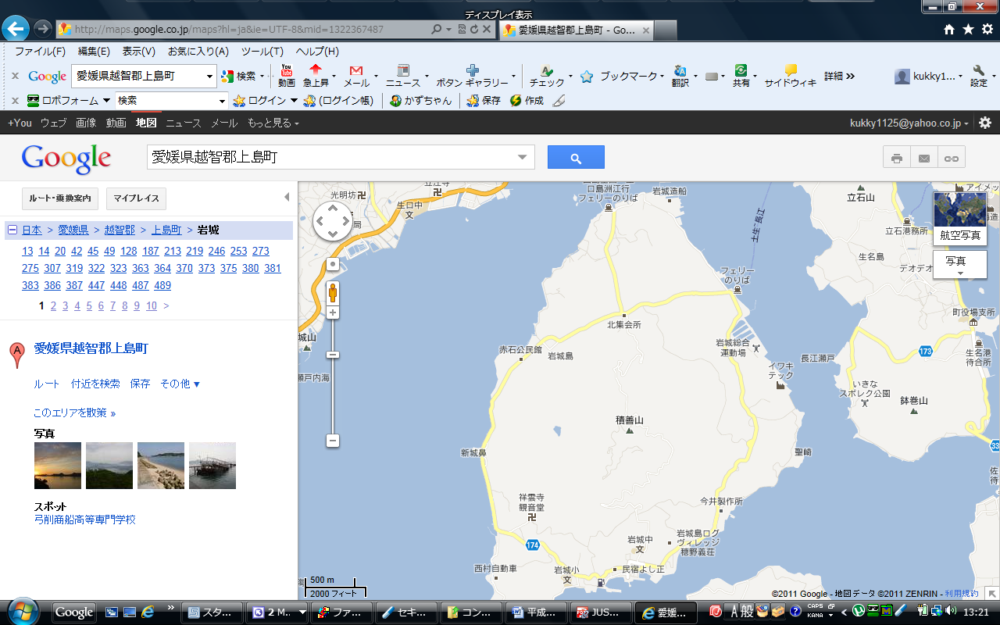 ディスプレイ表示
http://maps.google.co.jp/maps?hl=ja&ie=UTF-8&mid=1322367487
愛媛県越智郡上島町 - Go...
ファイル(F) 編集(E) 表示(V) お気に入り(A) ツール(T) ヘルプ(H)
Google 愛媛県越智郡上島町 検索 動画 急上昇 メール ニュース ボタン ギャラリー チェック ブックマーク 翻訳 共有 サイドウィキ 詳細 kukky1... 設定
ロボフォーム 検索 ログイン (ログイン帳) かずちゃん 保存 作成
+You ウェブ 画像 動画 地図 ニュース メール もっと見る kukky1125@yahoo.co.jp
Google 愛媛県越智郡上島町
ルート・乗換案内 マイプレイス
日本 > 愛媛県 > 越智郡 > 上島町 > 岩城
13 14 20 42 45 49 128 187 213 219 246 253 273
275 307 319 322 323 363 364 370 373 375 380 381
383 386 387 447 448 487 489
1 2 3 4 5 6 7 8 9 10 >
A 愛媛県越智郡上島町
ルート 付近を検索 保存 その他
このエリアを散策 »
写真
スポット
弓削商船高等専門学校
光明坊
生口中
文
口島洲江行
フェリーのりば
岩城造船
土生~長江
立石山
立石港務所
生名島
デオデオ
航空写真
写真
フェリー
のりば
北集会所
城山
赤石公民館
岩城島
瀬戸内海
岩城総合
運動場
イワキ
テック
長江瀬戸
町役場支所
173
生名港
待合所
いきな
スポレク公園
鉢巻山
積善山
新城鼻
聖崎
33
佐
待
祥雲寺
観音堂
今井製作所
174
岩城中
文
岩城島ログ
ヴィレッジ
穂野義荘
西村自動車
岩城小
文
民宿よし正
500 m
2000 フィート
©2011 Google - 地図データ ©2011 ZENRIN - 利用規約
Google スタ... 2 M... ファ... セキ... コン... 平成... JUS... 愛媛... A 般 CAPS KANA 13:21